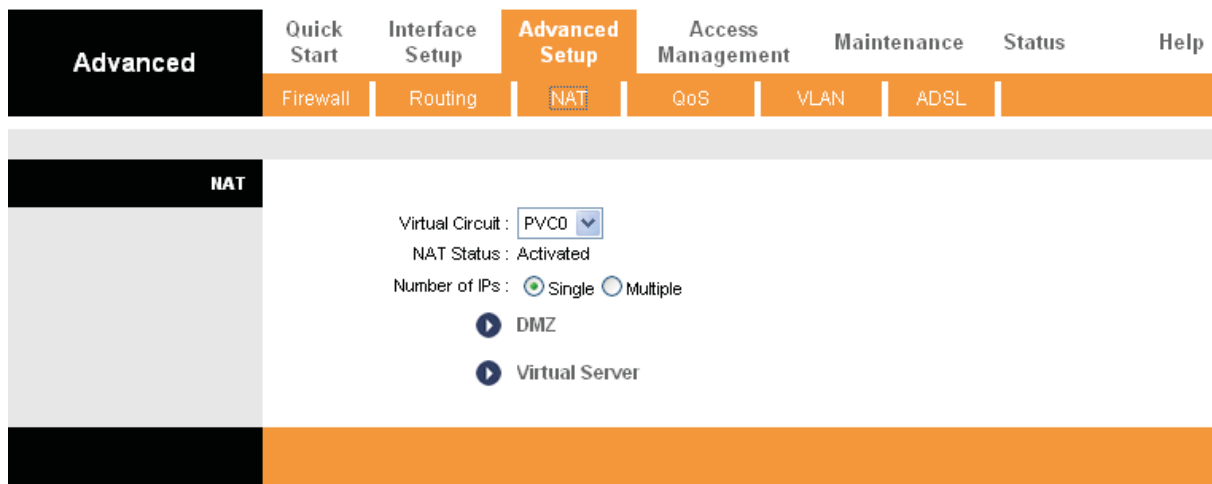 Advanced
Quick Start
Interface Setup
Advanced Setup
Access Management
Maintenance
Status
Help
Firewall
Routing
NAT
QoS
VLAN
ADSL
NAT
Virtual Circuit : PVC0
NAT Status : Activated
Number of IPs : Single Multiple
DMZ
Virtual Server